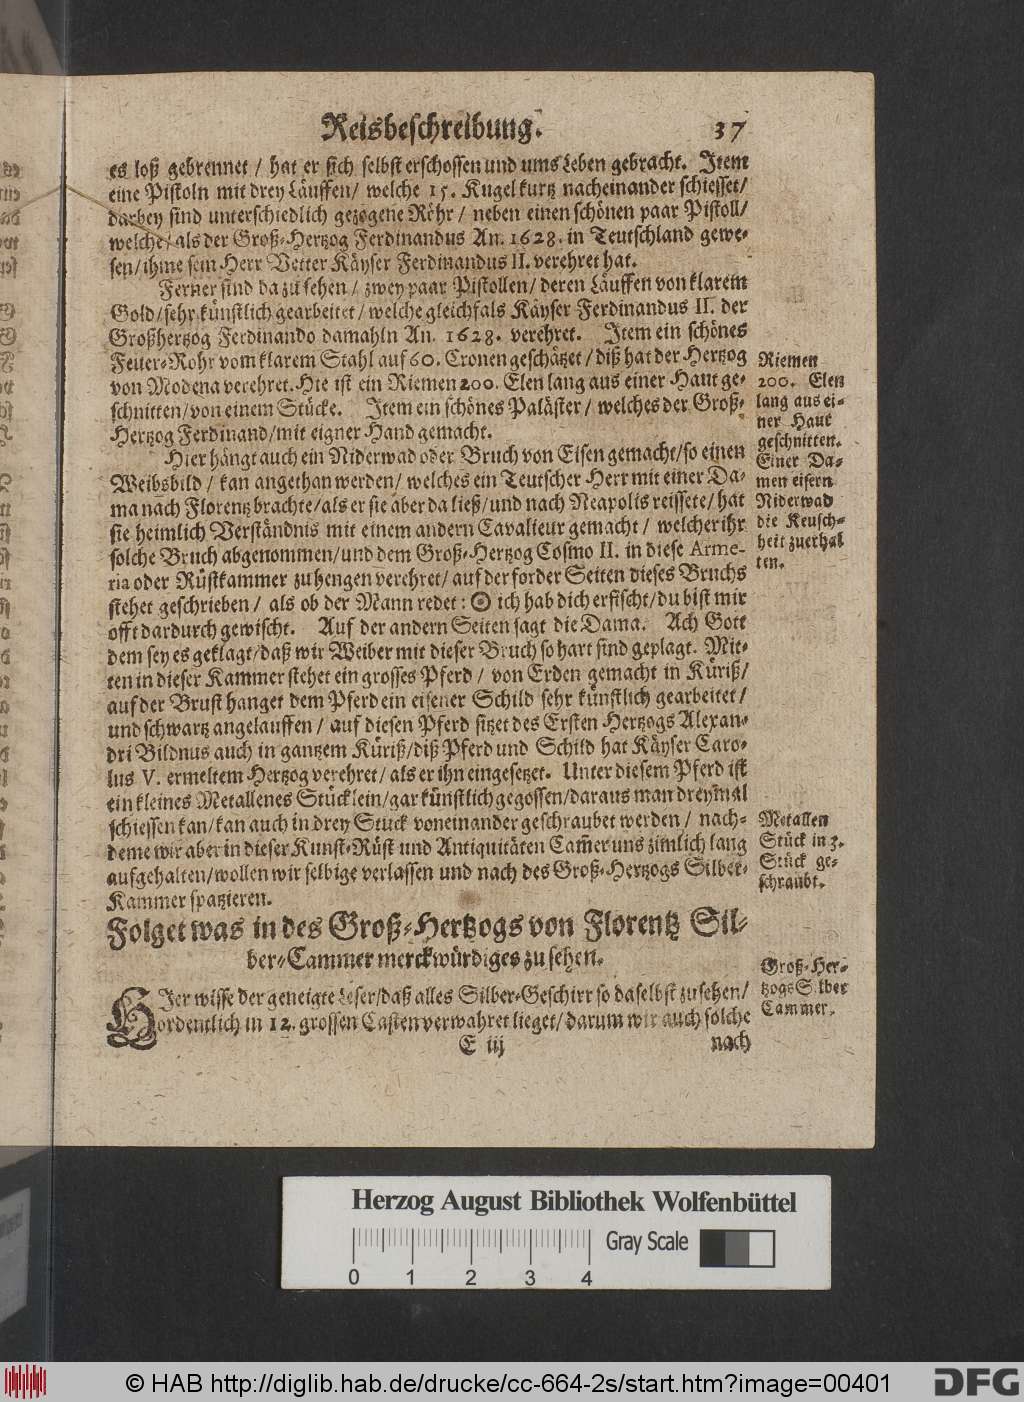 Reisbeschreibung. 37
es loß gebrennet / hat er sich selbst erschossen und ums Leben gebracht. Item
eine Pistoln mit drey Läuffen / welche 15. Kugel kurtz nacheinander schiesset /
darbey sind unterschiedlich gezogene Röhr / neben einen schönen paar Pistoll /
welche / als der Groß-Hertzog Ferdinandus An. 1628. in Teutschland gewe-
sen / ihme sein Herr Vetter Käyser Ferdinandus II. verehret hat.
Ferner sind da zu sehen / zwey paar Pistollen / deren Läuffen von klarem
Gold / sehr künstlich gearbeitet / welche gleichfals Käyser Ferdinandus II. der
Großhertzog Ferdinando damahln An. 1628. verehret. Item ein schönes
Feuer-Rohr vom klarem Stahl auf 60. Cronen geschätzet / diß hat der Hertzog
von Modena verehret. Hie ist ein Riemen 200. Elen lang aus einer Haut ge-
schnitten / von einem Stücke. Item ein schönes Paläster / welches der Groß-
Hertzog Ferdinand / mit eigner Hand gemacht.
Riemen
200. Elen
lang aus ei-
ner Haut
geschnitten.
Hier hängt auch ein Niderwad oder Bruch von Eisen gemacht / so einen
Weibsbild / kan angethan werden / welches ein Teutscher Herr mit einer Da-
ma nach Florentz brachte / als er sie aber da ließ / und nach Neapolis reissete / hat
sie heimlich Verständnis mit einem andern Cavalieur gemacht / welcher ihr
solche Bruch abgenommen / und dem Groß-Hertzog Cosmo II. in diese Arme-
ria oder Rüstkammer zu hengen verehret / auf der forder Seiten dieses Bruchs
stehet geschrieben / als ob der Mann redet: ☉ ich hab dich erfischt / du bist mir
offt dardurch gewischt. Auf der andern Seiten sagt die Dama. Ach Gott
dem sey es geklagt / daß wir Weiber mit dieser Bruch so hart sind geplagt. Mit-
ten in dieser Kammer stehet ein grosses Pferd / von Erden gemacht in Küriß /
auf der Brust hanget dem Pferd ein eisener Schild sehr künstlich gearbeitet /
und schwartz angelauffen / auf diesen Pferd sitzet des Ersten Hertzogs Alexan-
dri Bildnus auch in gantzem Küriß / diß Pferd und Schild hat Käyser Caro-
lus V. ermeltem Hertzog verehret / als er ihn eingesetzet. Unter diesem Pferd ist
ein kleines Metallenes Stücklein / gar künstlich gegossen / daraus man dreymal
schiessen kan / kan auch in drey Stuck voneinander geschraubet werden / nach-
deme wir aber in dieser Kunst-Rüst und Antiquitäten Cam̃er uns zimlich lang
aufgehalten / wollen wir selbige verlassen und nach des Groß-Hertzogs Silber-
Kammer spatzieren.
Einer Da-
men eisern
Niderwad
die Keusch-
heit zuerhal
ten.
Metallen
Stück in 3.
Stück ge-
schraubt.
Folget was in des Groß-Hertzogs von Florentz Sil-
ber-Cammer merckwürdiges zu sehen.
HIer wisse der geneigte Leser / daß alles Silber-Geschirr so daselbst zu sehen /
ordentlich in 12. grossen Casten verwahret lieget / darum wir auch solche
Groß-Her-
tzogs Silber
Cammer.
E iij nach
Herzog August Bibliothek Wolfenbüttel
0 1 2 3 4
Gray Scale
© HAB http://diglib.hab.de/drucke/cc-664-2s/start.htm?image=00401
DFG